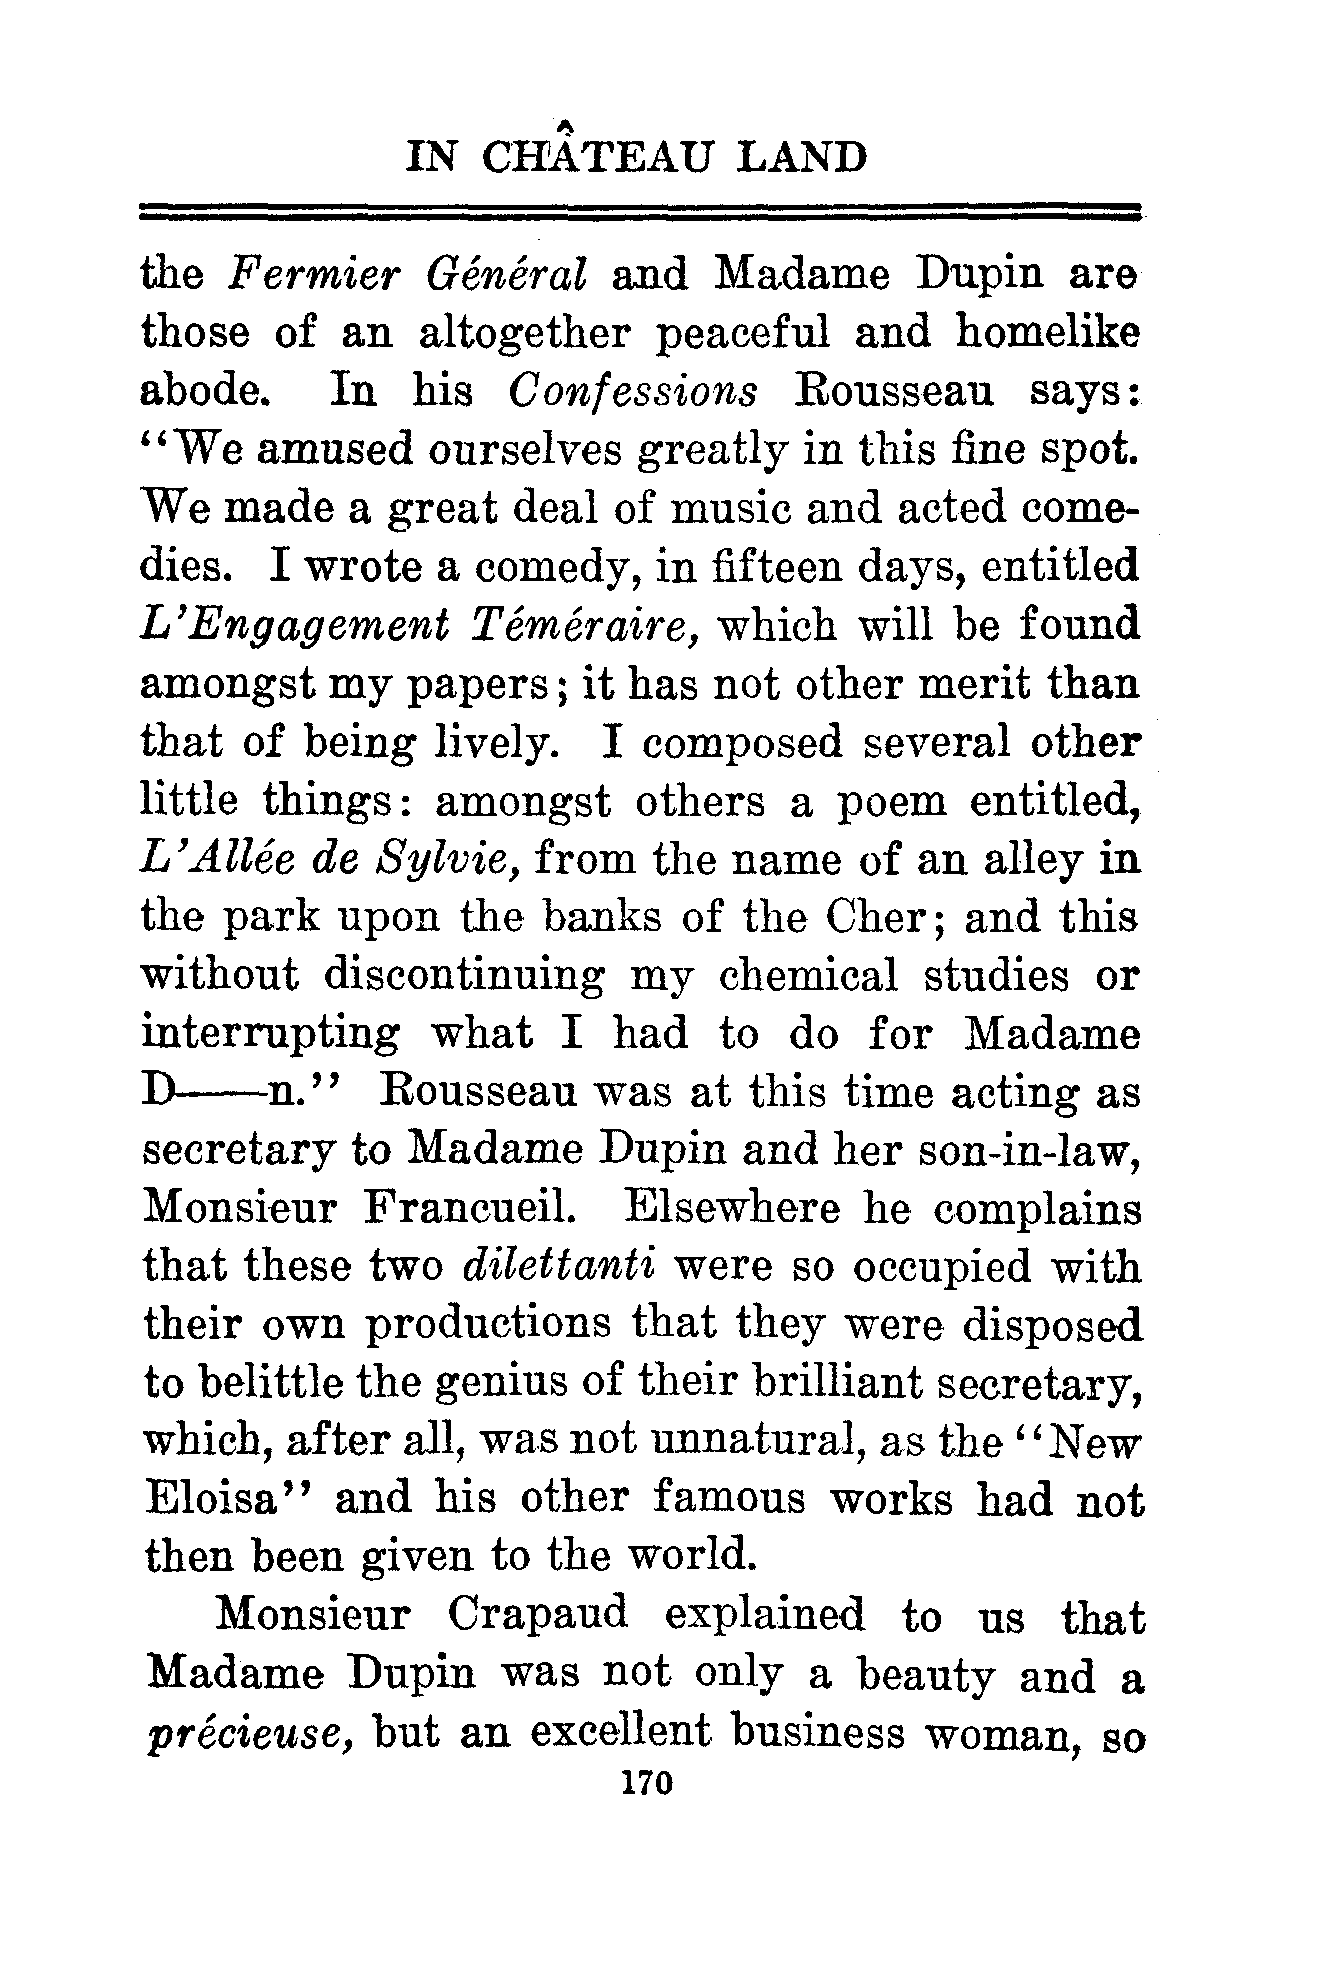 IN CHÂTEAU LAND
the Fermier Général and Madame Dupin are
those of an altogether peaceful and homelike
abode. In his Confessions Rousseau says:
"We amused ourselves greatly in this fine spot.
We made a great deal of music and acted come-
dies. I wrote a comedy, in fifteen days, entitled
L'Engagement Téméraire, which will be found
amongst my papers; it has not other merit than
that of being lively. I composed several other
little things: amongst others a poem entitled,
L'Allée de Sylvie, from the name of an alley in
the park upon the banks of the Cher; and this
without discontinuing my chemical studies or
interrupting what I had to do for Madame
D——n." Rousseau was at this time acting as
secretary to Madame Dupin and her son-in-law,
Monsieur Francueil. Elsewhere he complains
that these two dilettanti were so occupied with
their own productions that they were disposed
to belittle the genius of their brilliant secretary,
which, after all, was not unnatural, as the "New
Eloisa" and his other famous works had not
then been given to the world.
Monsieur Crapaud explained to us that
Madame Dupin was not only a beauty and a
précieuse, but an excellent business woman, so
170